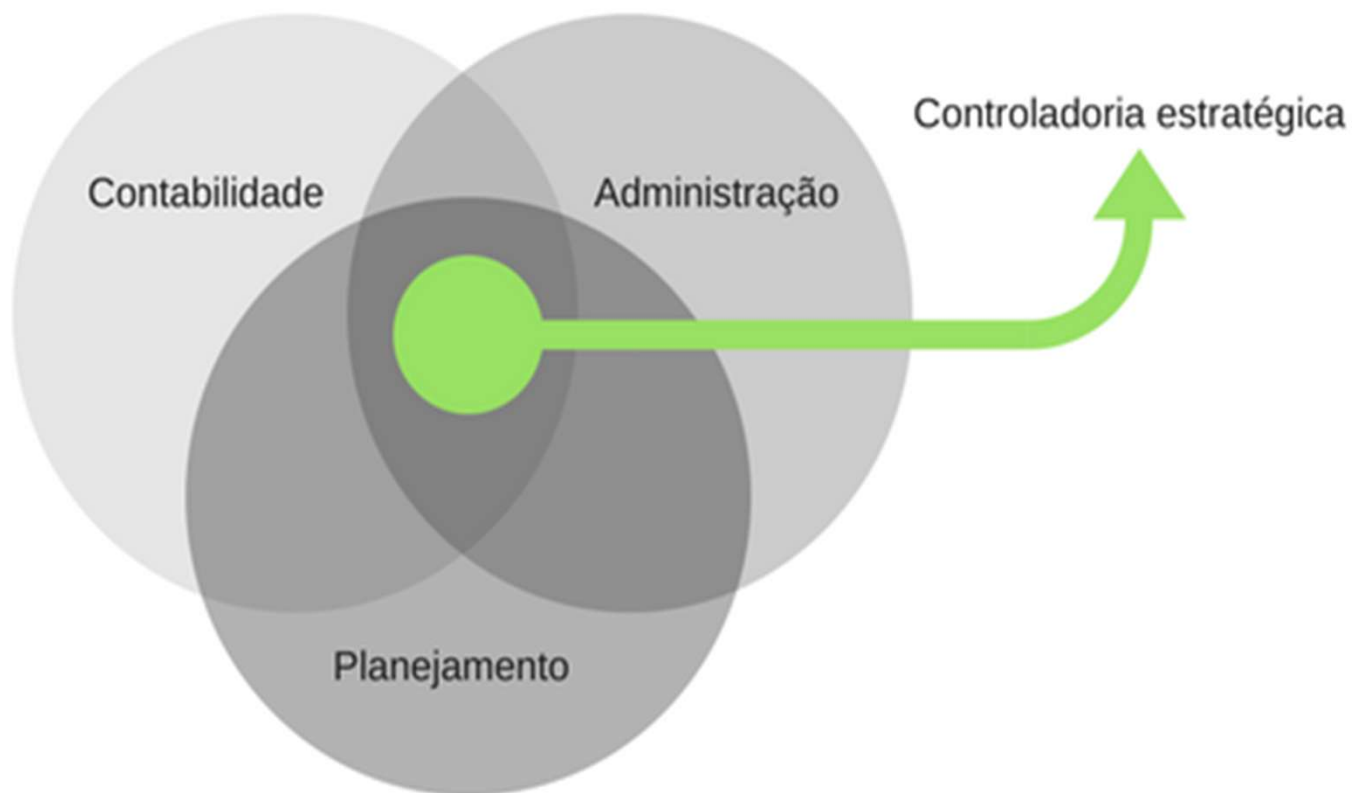 Controladoria estratégica
Contabilidade
Administração
Planejamento